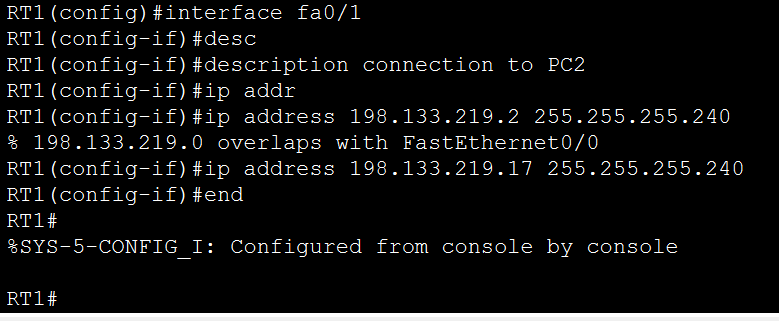 RT1(config)#interface fa0/1
RT1(config-if)#desc
RT1(config-if)#description connection to PC2
RT1(config-if)#ip addr
RT1(config-if)#ip address 198.133.219.2 255.255.255.240
% 198.133.219.0 overlaps with FastEthernet0/0
RT1(config-if)#ip address 198.133.219.17 255.255.255.240
RT1(config-if)#end
RT1#
%SYS-5-CONFIG_I: Configured from console by console
RT1#